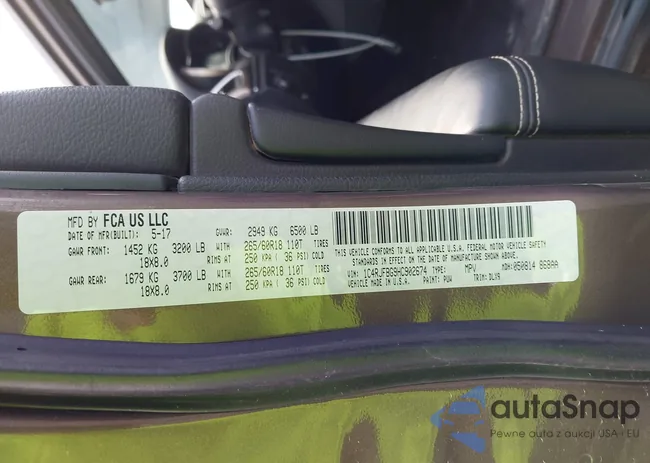 MFD BY FCA US LLC
DATE OF MFR(BUILT): 5-17 GVWR: 2949 KG 6500 LB
GAWR FRONT: 1452 KG 3200 LB WITH 265/60R18 110T TIRES
18X8.0 RIMS AT 250 KPA ( 36 PSI) COLD
GAWR REAR: 1679 KG 3700 LB WITH 265/60R18 110T TIRES
18X8.0 RIMS AT 250 KPA ( 36 PSI) COLD
THIS VEHICLE CONFORMS TO ALL APPLICABLE U.S.A. FEDERAL MOTOR VEHICLE SAFETY
STANDARDS IN EFFECT ON THE DATE OF MANUFACTURE SHOWN ABOVE.
VIN: 1C4RJFBG9HC902674 TYPE: MPV MDH: 050814 868AA
VEHICLE MADE IN U.S.A. PAINT: PUW TRIM: DLX9
autaSnap
Pewne auta z aukcji USA i EU